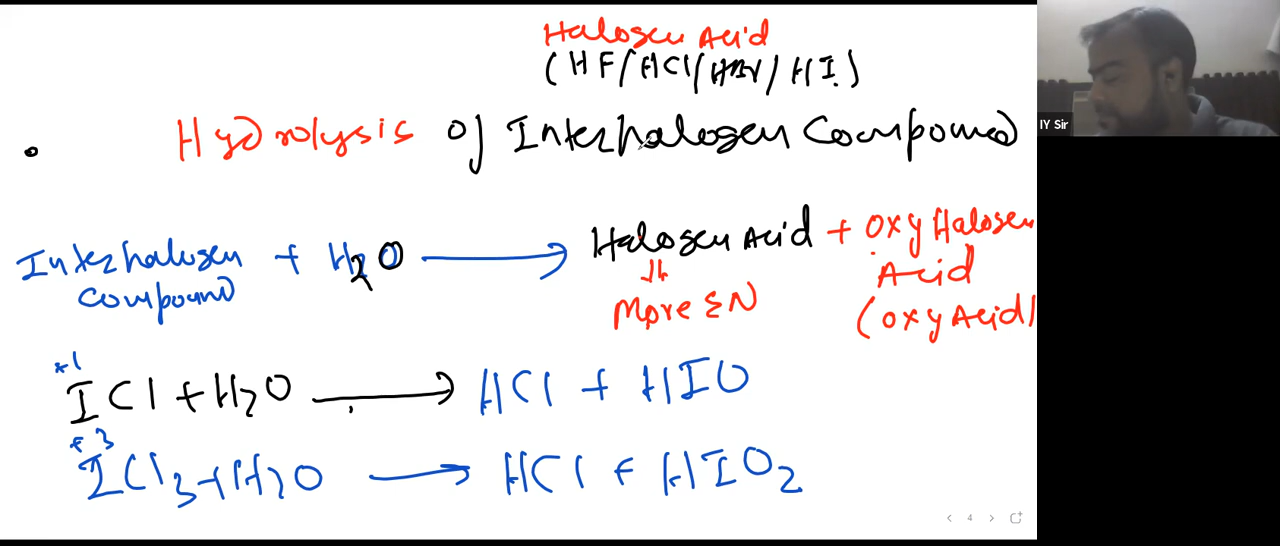 Halogen Acid
(HF/HCl/HBr/HI)
Hydrolysis of Interhalogen Compound
IY Sir
Interhalogen compound + H2O → Halogen Acid + Oxy Halogen Acid
More EN
(oxy Acid)
+1
ICl + H2O → HCl + HIO
+3
ICl3 + H2O → HCl + HIO2
4